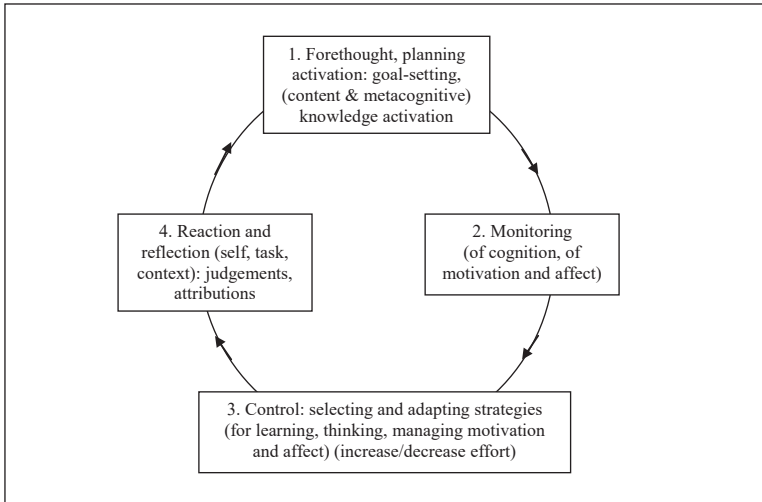 1. Forethought, planning
activation: goal-setting,
(content & metacognitive)
knowledge activation
2. Monitoring
(of cognition, of
motivation and affect)
3. Control: selecting and adapting strategies
(for learning, thinking, managing motivation
and affect) (increase/decrease effort)
4. Reaction and
reflection (self, task,
context): judgements,
attributions